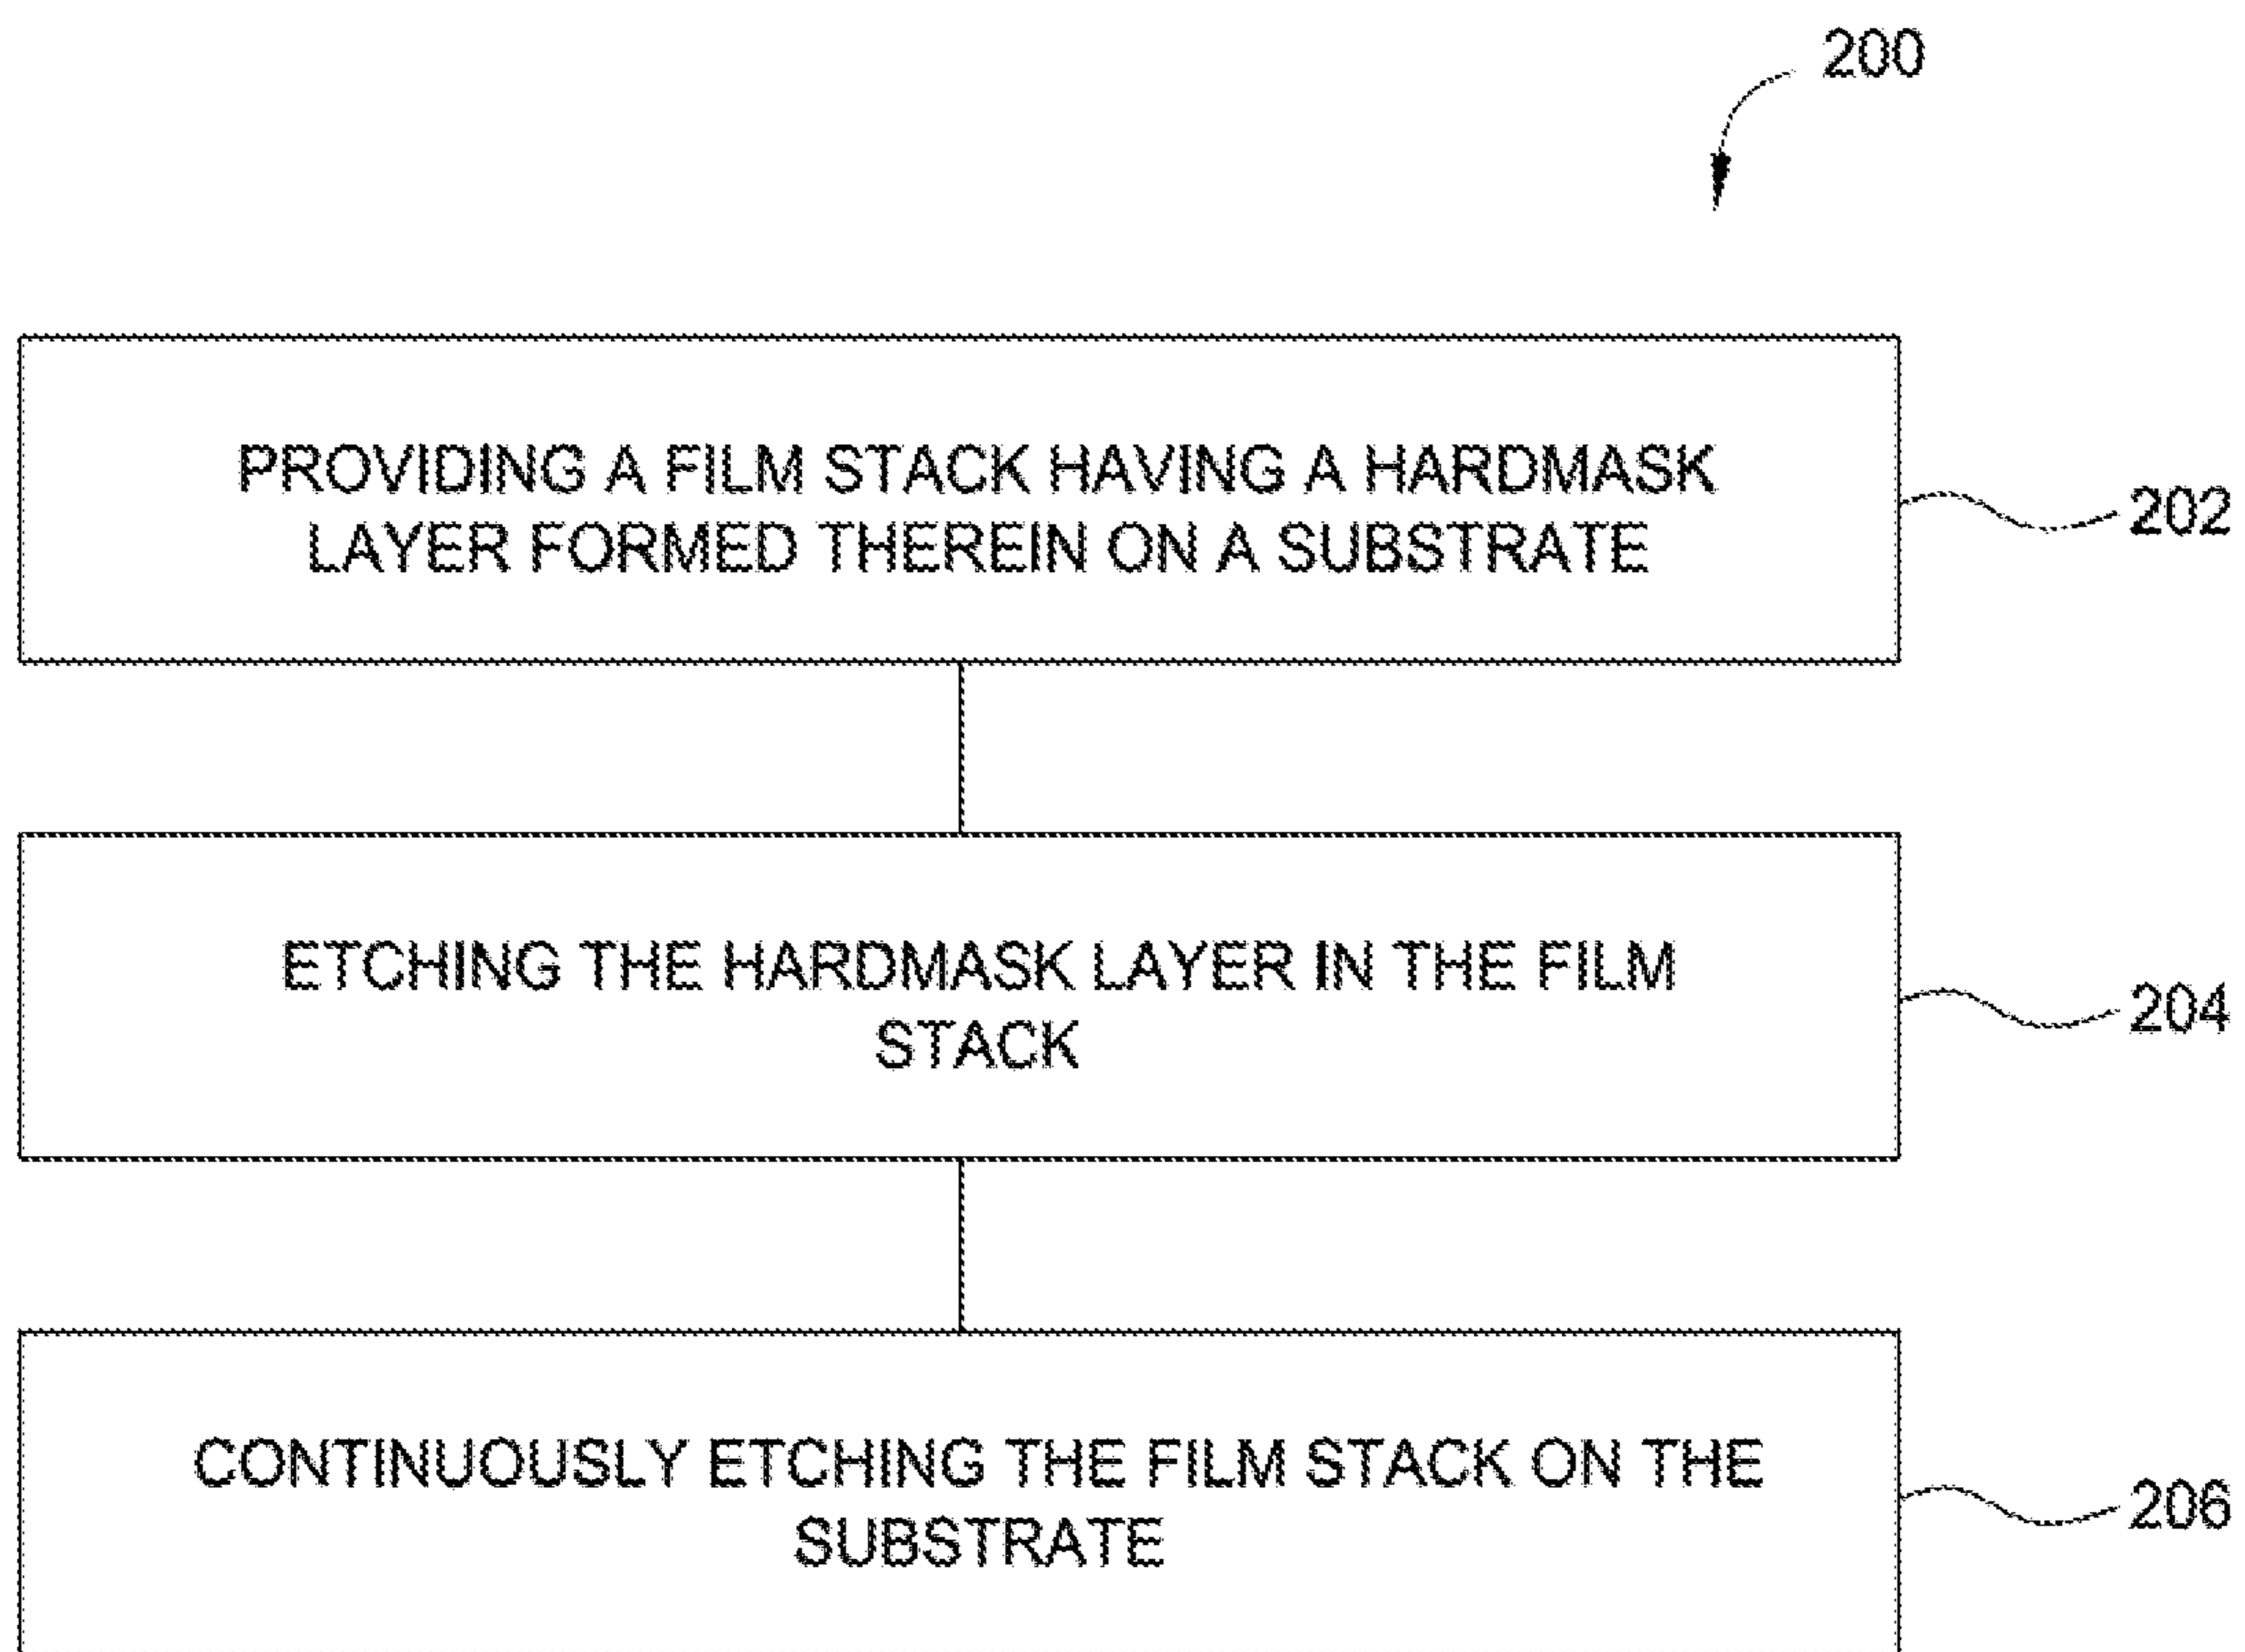 200
PROVIDING A FILM STACK HAVING A HARDMASK
LAYER FORMED THEREIN ON A SUBSTRATE
202
ETCHING THE HARDMASK LAYER IN THE FILM
STACK
204
CONTINUOUSLY ETCHING THE FILM STACK ON THE
SUBSTRATE
206